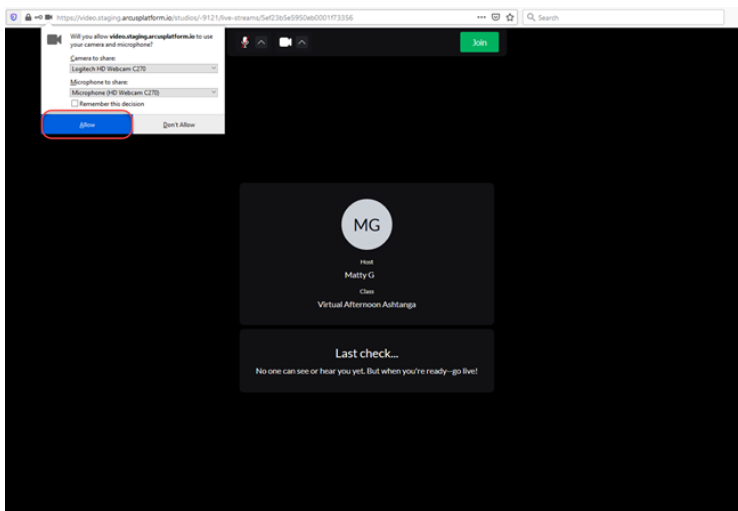 https://video.staging.arcusplatform.io/studios/-9121/live-streams/5ef23b5e5950eb0001f73356
Search
Will you allow video.staging.arcusplatform.io to use
your camera and microphone?
Camera to share:
Logitech HD Webcam C270
Microphone to share:
Microphone (HD Webcam C270)
Remember this decision
Allow
Don't Allow
Join
MG
Host
Matty G
Class
Virtual Afternoon Ashtanga
Last check...
No one can see or hear you yet. But when you're ready--go live!